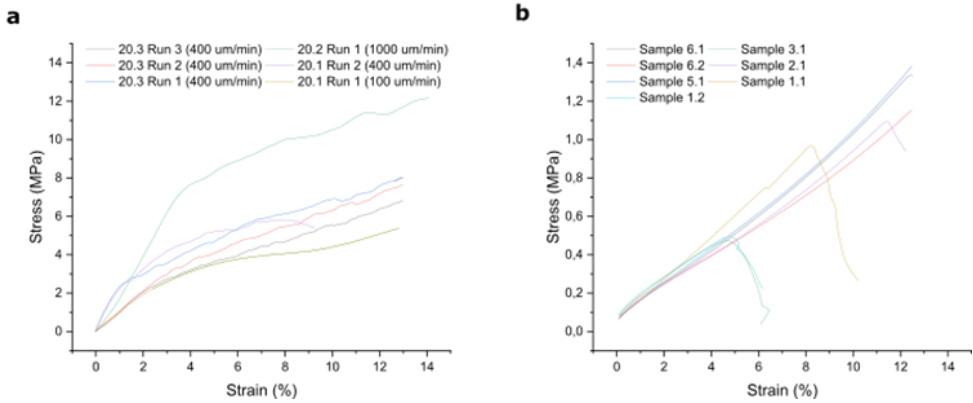 a
20.3 Run 3 (400 um/min) 20.2 Run 1 (1000 um/min)
20.3 Run 2 (400 um/min) 20.1 Run 2 (400 um/min)
20.3 Run 1 (400 um/min) 20.1 Run 1 (100 um/min)
14
12
10
8
6
4
2
0
Stress (MPa)
0 2 4 6 8 10 12 14
Strain (%)
b
Sample 6.1 Sample 3.1
Sample 6.2 Sample 2.1
Sample 5.1 Sample 1.1
Sample 1.2
1,4
1,2
1,0
0,8
0,6
0,4
0,2
0,0
Stress (MPa)
0 2 4 6 8 10 12 14
Strain (%)